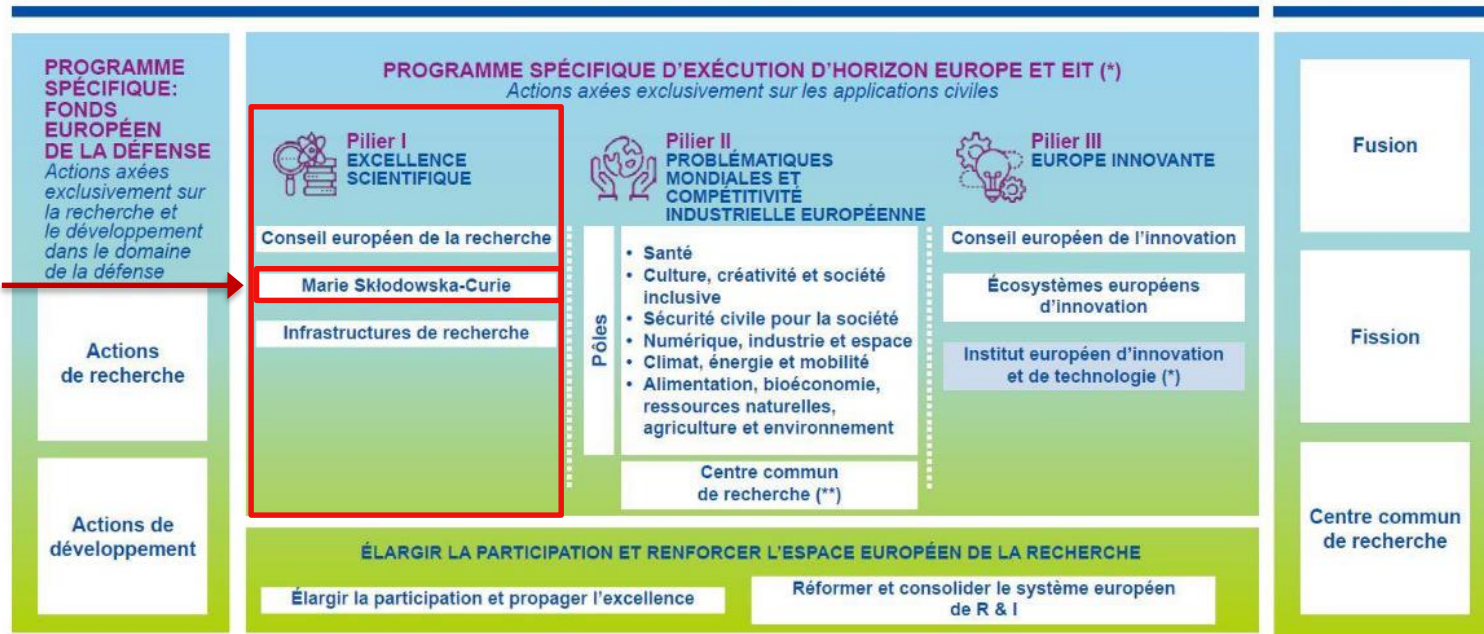 PROGRAMME
SPÉCIFIQUE:
FONDS
EUROPÉEN
DE LA DÉFENSE
Actions axées
exclusivement sur
la recherche et
le développement
dans le domaine
de la défense
Actions
de recherche
Actions de
développement
PROGRAMME SPÉCIFIQUE D'EXÉCUTION D'HORIZON EUROPE ET EIT (*)
Actions axées exclusivement sur les applications civiles
Pilier I
EXCELLENCE
SCIENTIFIQUE
Conseil européen de la recherche
Marie Skłodowska-Curie
Infrastructures de recherche
Pilier II
PROBLÉMATIQUES
MONDIALES ET
COMPÉTITIVITÉ
INDUSTRIELLE EUROPÉENNE
Pôles
• Santé
• Culture, créativité et société
inclusive
• Sécurité civile pour la société
• Numérique, industrie et espace
• Climat, énergie et mobilité
• Alimentation, bioéconomie,
ressources naturelles,
agriculture et environnement
Centre commun
de recherche (**)
Pilier III
EUROPE INNOVANTE
Conseil européen de l'innovation
Écosystèmes européens
d'innovation
Institut européen d'innovation
et de technologie (*)
ÉLARGIR LA PARTICIPATION ET RENFORCER L'ESPACE EUROPÉEN DE LA RECHERCHE
Élargir la participation et propager l'excellence
Réformer et consolider le système européen
de R & I
Fusion
Fission
Centre commun
de recherche